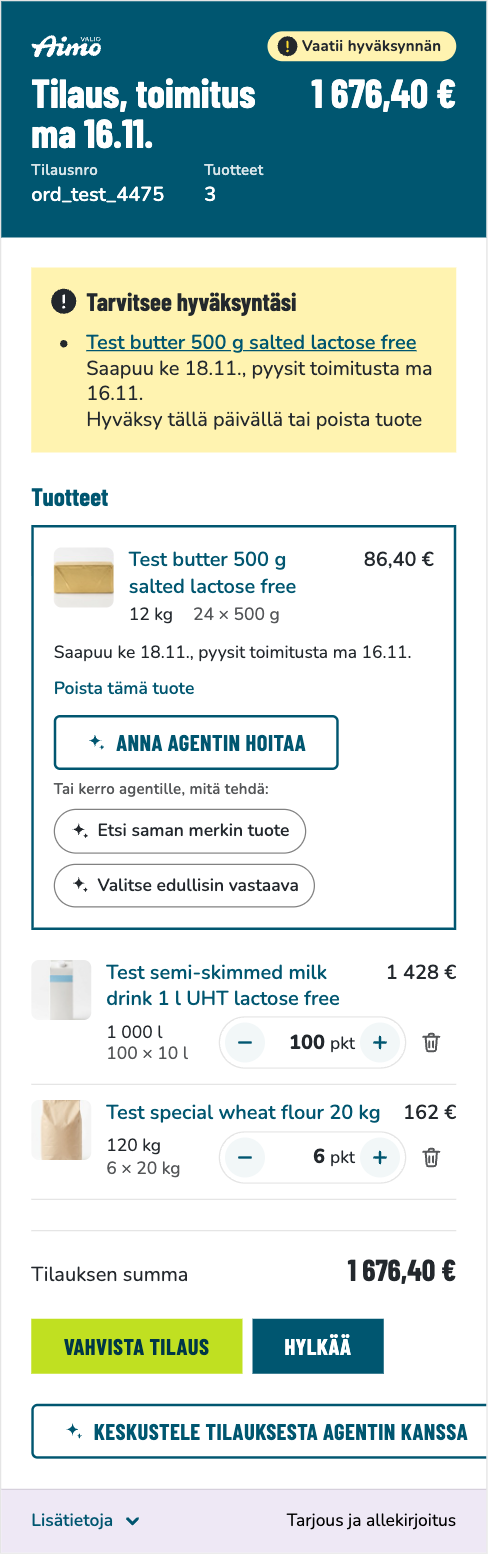 VALIO
Aimo
Vaatii hyväksynnän
Tilaus, toimitus
ma 16.11.
1 676,40 €
Tilausnro
ord_test_4475
Tuotteet
3
Tarvitsee hyväksyntäsi
Test butter 500 g salted lactose free
Saapuu ke 18.11., pyysit toimitusta ma
16.11.
Hyväksy tällä päivällä tai poista tuote
Tuotteet
Test butter 500 g
salted lactose free
86,40 €
12 kg 24 × 500 g
Saapuu ke 18.11., pyysit toimitusta ma 16.11.
Poista tämä tuote
ANNA AGENTIN HOITAA
Tai kerro agentille, mitä tehdä:
Etsi saman merkin tuote
Valitse edullisin vastaava
Test semi-skimmed milk
drink 1 l UHT lactose free
1 428 €
1 000 l
100 × 10 l
− 100 pkt +
Test special wheat flour 20 kg 162 €
120 kg
6 × 20 kg
− 6 pkt +
Tilauksen summa 1 676,40 €
VAHVISTA TILAUS
HYLKÄÄ
KESKUSTELE TILAUKSESTA AGENTIN KANSSA
Lisätietoja
Tarjous ja allekirjoitus